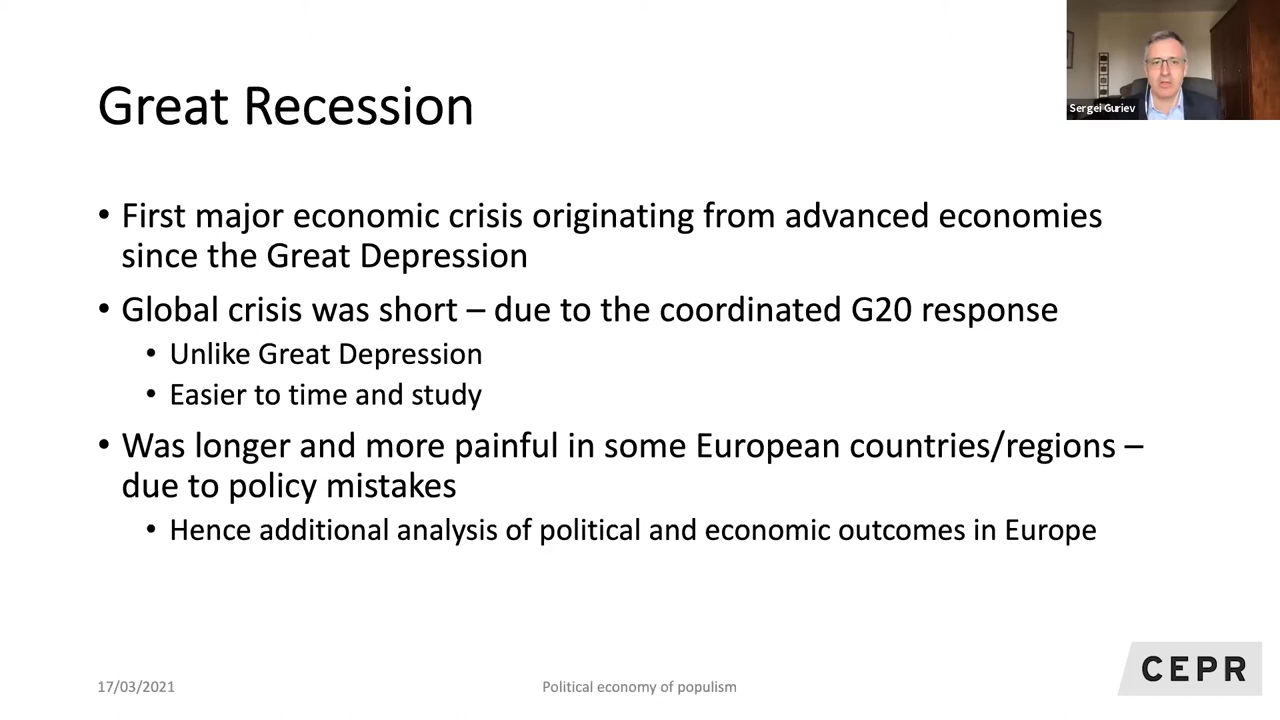 Sergei Guriev
Great Recession
• First major economic crisis originating from advanced economies
since the Great Depression
• Global crisis was short – due to the coordinated G20 response
• Unlike Great Depression
• Easier to time and study
• Was longer and more painful in some European countries/regions –
due to policy mistakes
• Hence additional analysis of political and economic outcomes in Europe
17/03/2021
Political economy of populism
CEPR